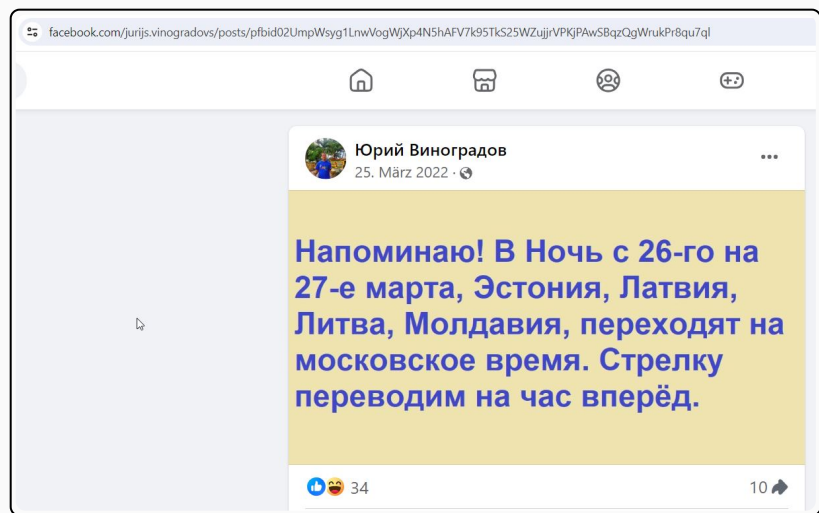 facebook.com/jurijs.vinogradovs/posts/pfbid02UmpWsyg1LnwVogWjXp4N5hAFV7k95TkS25WZujjrVPKjPAwSBqzQgWrukPr8qu7ql
Юрий Виноградов
25. März 2022 ·
Напоминаю! В Ночь с 26-го на
27-е марта, Эстония, Латвия,
Литва, Молдавия, переходят на
московское время. Стрелку
переводим на час вперёд.
34
10